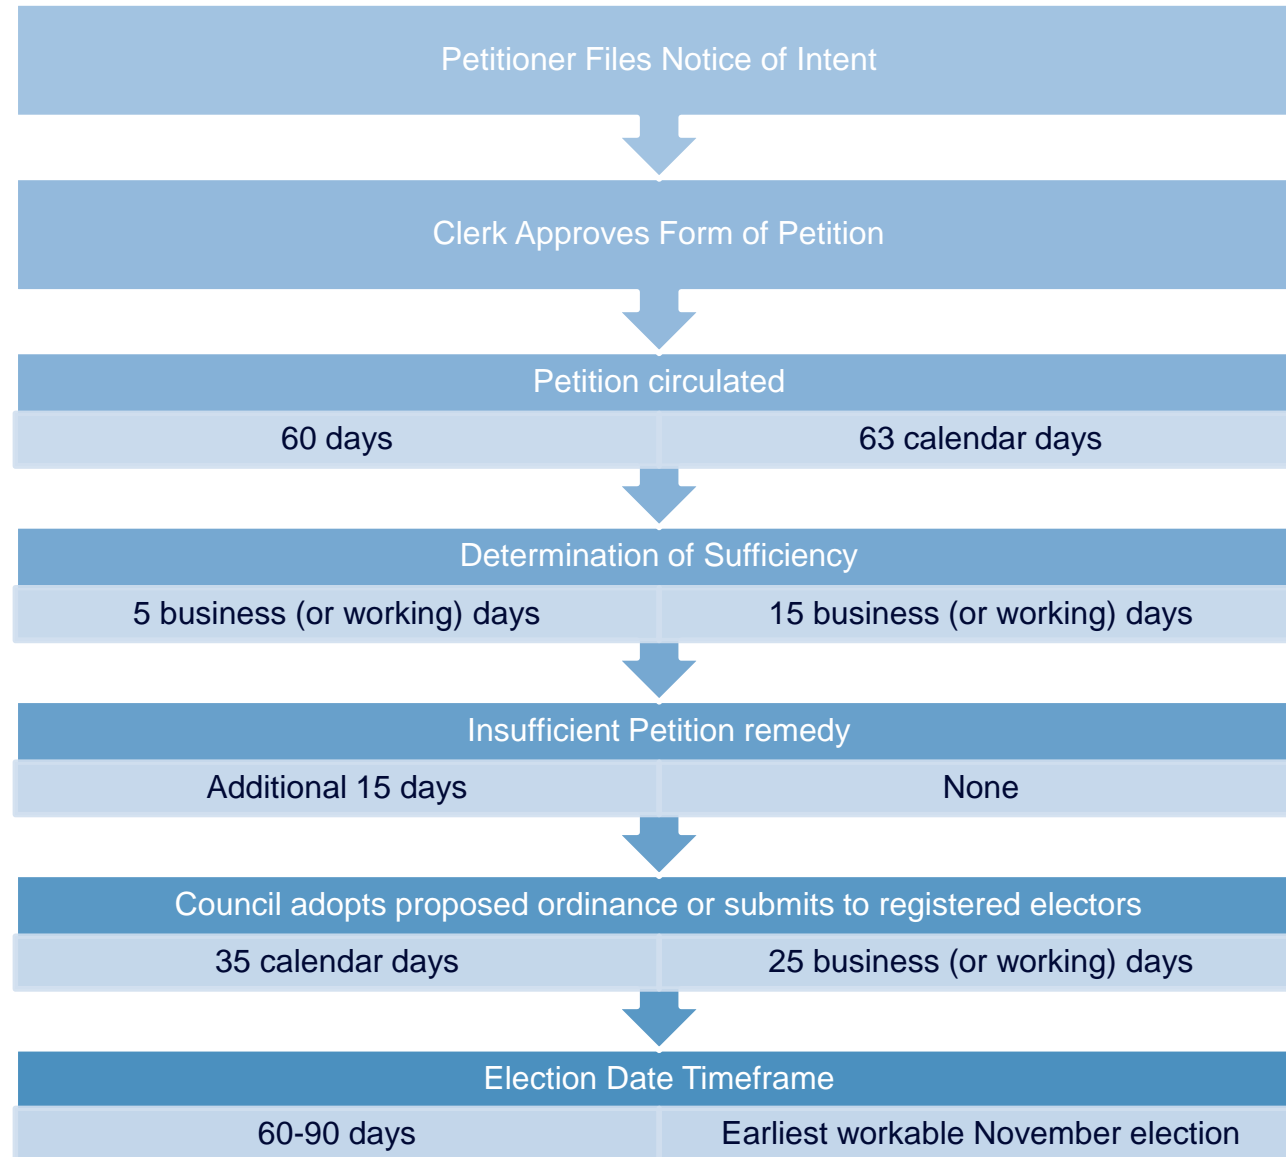 Petitioner Files Notice of Intent
Clerk Approves Form of Petition
Petition circulated
60 days
63 calendar days
Determination of Sufficiency
5 business (or working) days
15 business (or working) days
Insufficient Petition remedy
Additional 15 days
None
Council adopts proposed ordinance or submits to registered electors
35 calendar days
25 business (or working) days
Election Date Timeframe
60-90 days
Earliest workable November election